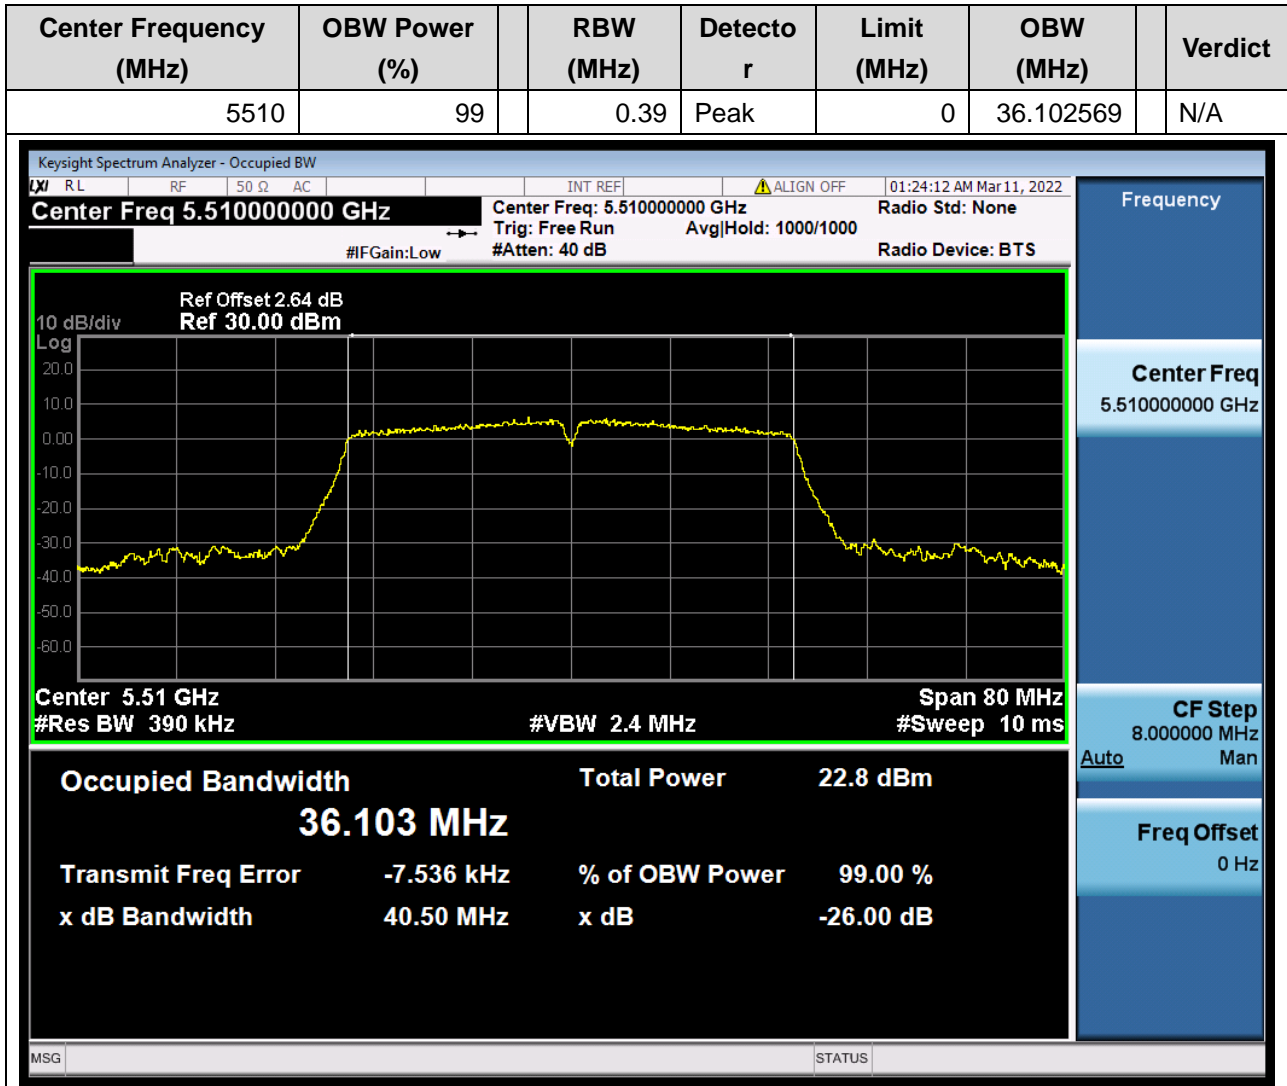 Center Frequency (MHz) OBW Power (%) RBW (MHz) Detecto r Limit (MHz) OBW (MHz) Verdict
5510 99 0.39 Peak 0 36.102569 N/A
Keysight Spectrum Analyzer - Occupied BW
LXI RL RF 50 Ω AC INT REF ALIGN OFF 01:24:12 AM Mar 11, 2022
Center Freq 5.510000000 GHz
Center Freq: 5.510000000 GHz Radio Std: None
Trig: Free Run Avg|Hold: 1000/1000
#IFGain:Low #Atten: 40 dB Radio Device: BTS
Ref Offset 2.64 dB
10 dB/div Ref 30.00 dBm
Log
20.0
10.0
0.00
-10.0
-20.0
-30.0
-40.0
-50.0
-60.0
Center 5.51 GHz Span 80 MHz
#Res BW 390 kHz #VBW 2.4 MHz #Sweep 10 ms
Occupied Bandwidth Total Power 22.8 dBm
36.103 MHz
Transmit Freq Error -7.536 kHz % of OBW Power 99.00 %
x dB Bandwidth 40.50 MHz x dB -26.00 dB
Frequency
Center Freq
5.510000000 GHz
CF Step
8.000000 MHz
Auto Man
Freq Offset
0 Hz
MSG STATUS